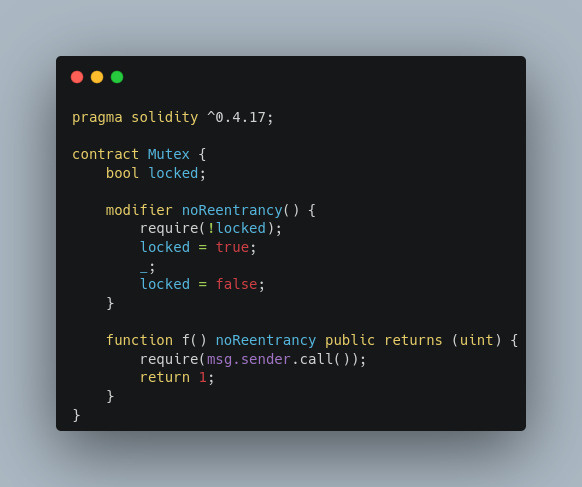 pragma solidity ^0.4.17;

contract Mutex {
    bool locked;

    modifier noReentrancy() {
        require(!locked);
        locked = true;
        _;
        locked = false;
    }

    function f() noReentrancy public returns (uint) {
        require(msg.sender.call());
        return 1;
    }
}